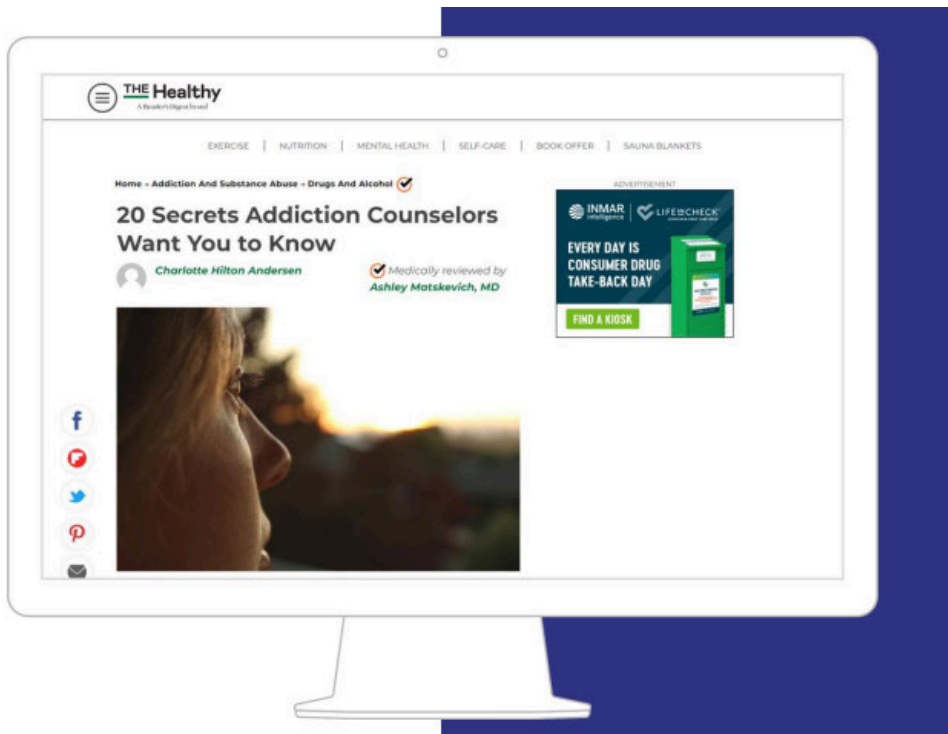 THE Healthy
A Reader's Digest brand
EXERCISE | NUTRITION | MENTAL HEALTH | SELF-CARE | BOOK OFFER | SAUNA BLANKETS
Home - Addiction And Substance Abuse - Drugs And Alcohol
ADVERTISEMENT
20 Secrets Addiction Counselors
Want You to Know
Charlotte Hilton Andersen
Medically reviewed by
Ashley Matskevich, MD
INMAR
intelligence
LIFEINCHECK
EVERY DAY IS
CONSUMER DRUG
TAKE-BACK DAY
FIND A KIOSK